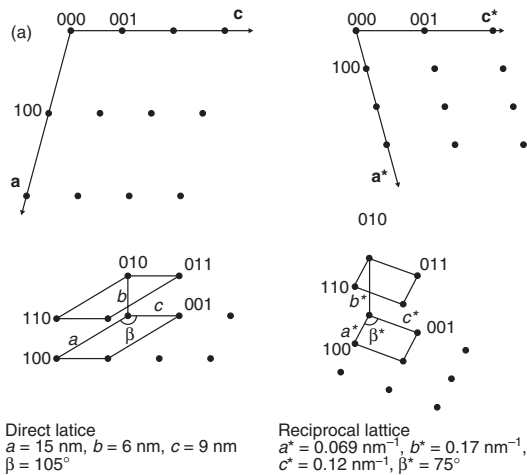 (a)
000 001 c
100
a
000 001 c*
100
a*
010
010 011
b c
110 001
a β
100
011
110 b*
c*
a* β* 001
100
Direct latice
a = 15 nm, b = 6 nm, c = 9 nm
β = 105°
Reciprocal lattice
a* = 0.069 nm⁻¹, b* = 0.17 nm⁻¹,
c* = 0.12 nm⁻¹, β* = 75°